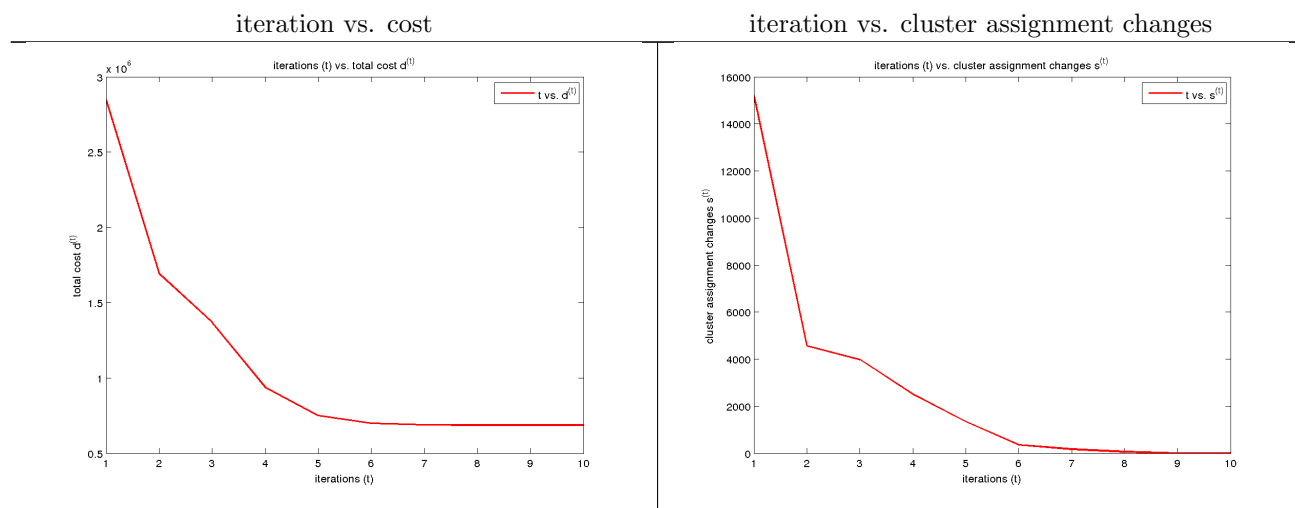 iteration vs. cost
iteration vs. cluster assignment changes
iterations (t) vs. total cost d^(t)
x 10^6
3
2.5
2
1.5
1
0.5
total cost d^(t)
t vs. d^(t)
1 2 3 4 5 6 7 8 9 10
iterations (t)
iterations (t) vs. cluster assignment changes s^(t)
16000
14000
12000
10000
8000
6000
4000
2000
0
cluster assignment changes s^(t)
t vs. s^(t)
1 2 3 4 5 6 7 8 9 10
iterations (t)